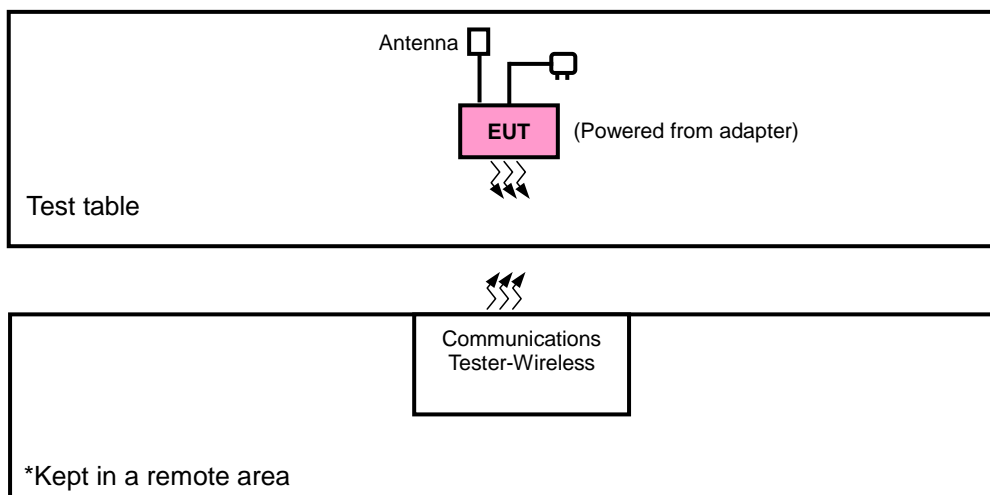 Antenna
EUT
(Powered from adapter)
Test table
Communications
Tester-Wireless
*Kept in a remote area